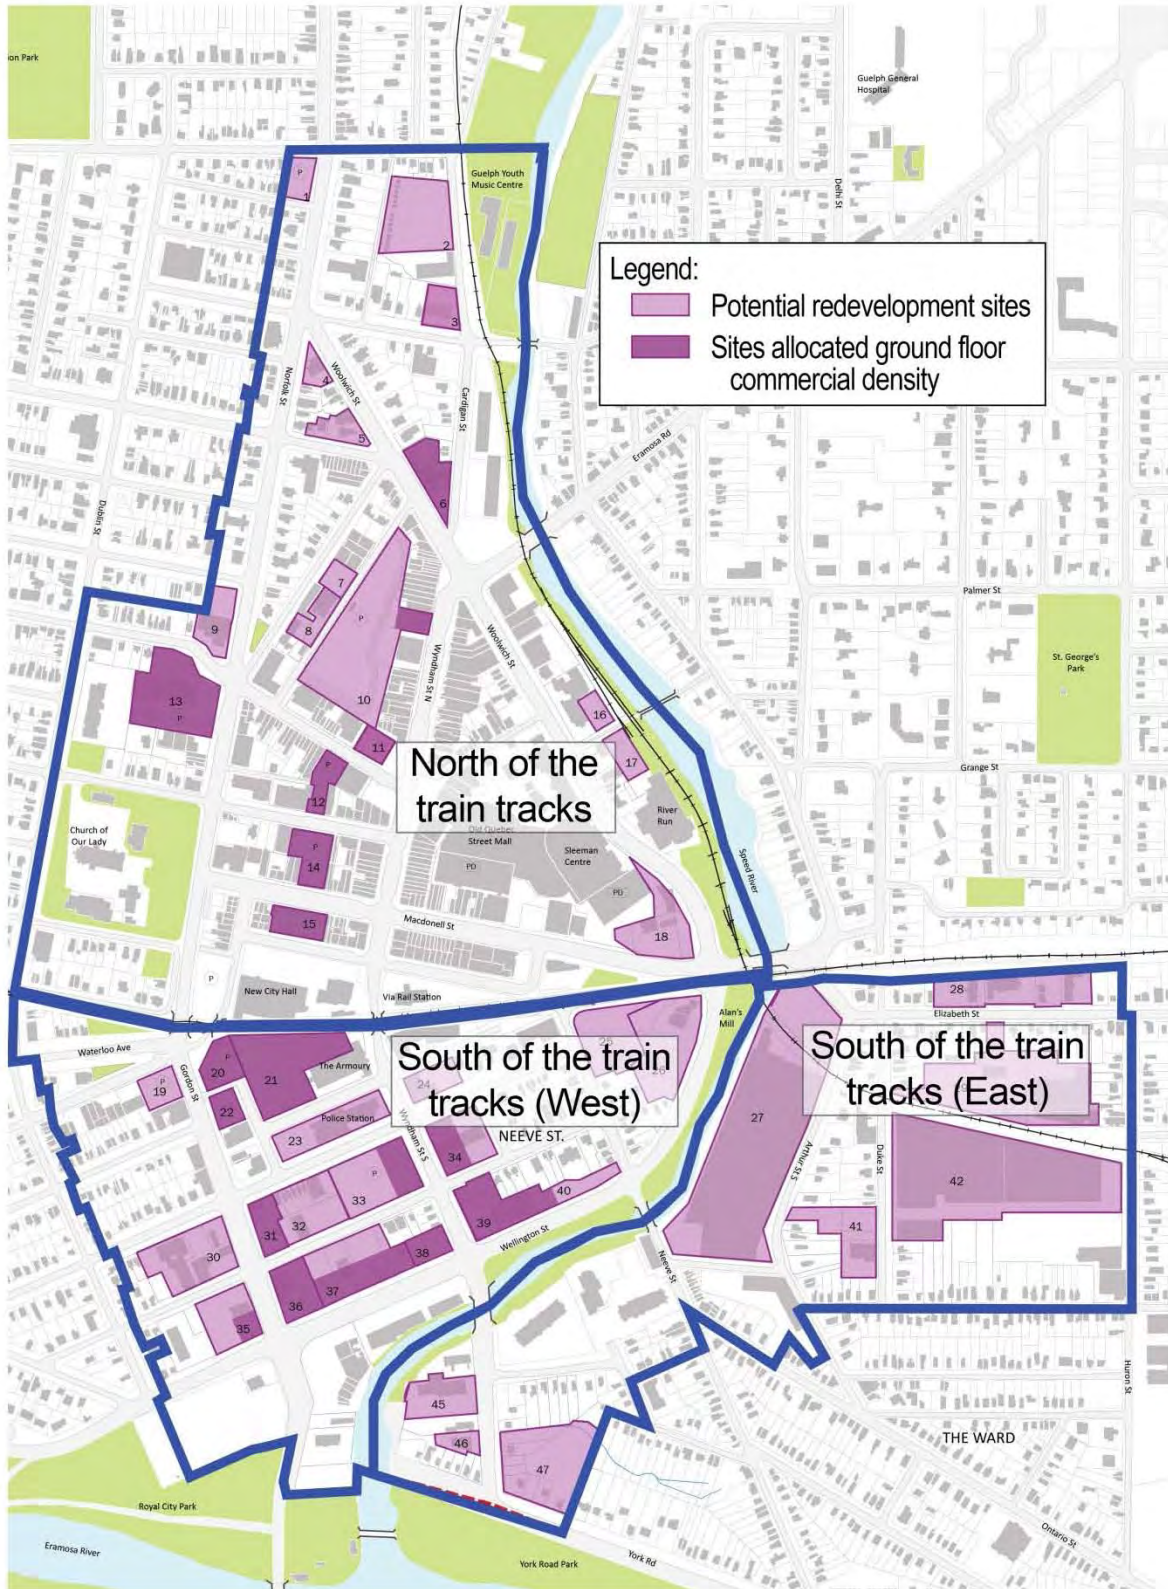 ion Park
Guelph General
Hospital
Delhi St
P
1
2
Guelph Youth
Music Centre
Legend:
Potential redevelopment sites
Sites allocated ground floor
commercial density
3
4
Woolwich St
Norfolk St
Cardigan St
5
Eramosa Rd
6
Dublin St
7
Palmer St
8
P
9
Wyndham St N
Woolwich St
St. George's
Park
13
P
10
16
11
17
Grange St
North of the
train tracks
P
12
River
Run
Church of
Our Lady
Old Quebec
Street Mall
Sleeman
Centre
P
14
PD
PD
Speed River
15
Macdonell St
18
P
New City Hall
Via Rail Station
28
Alan's
Mill
Elizabeth St
Waterloo Ave
Gordon St
P
19
20
P
21
The Armoury
South of the train
tracks (West)
24
25
26
South of the train
tracks (East)
22
23
Police Station
Wyndham St S
NEEVE ST.
27
Arthur St S
Duke St
34
P
33
40
42
31
32
39
Wellington St
41
30
38
37
36
35
Neeve St
Huron St
45
46
47
THE WARD
Royal City Park
Eramosa River
York Road Park
York Rd
Ontario St